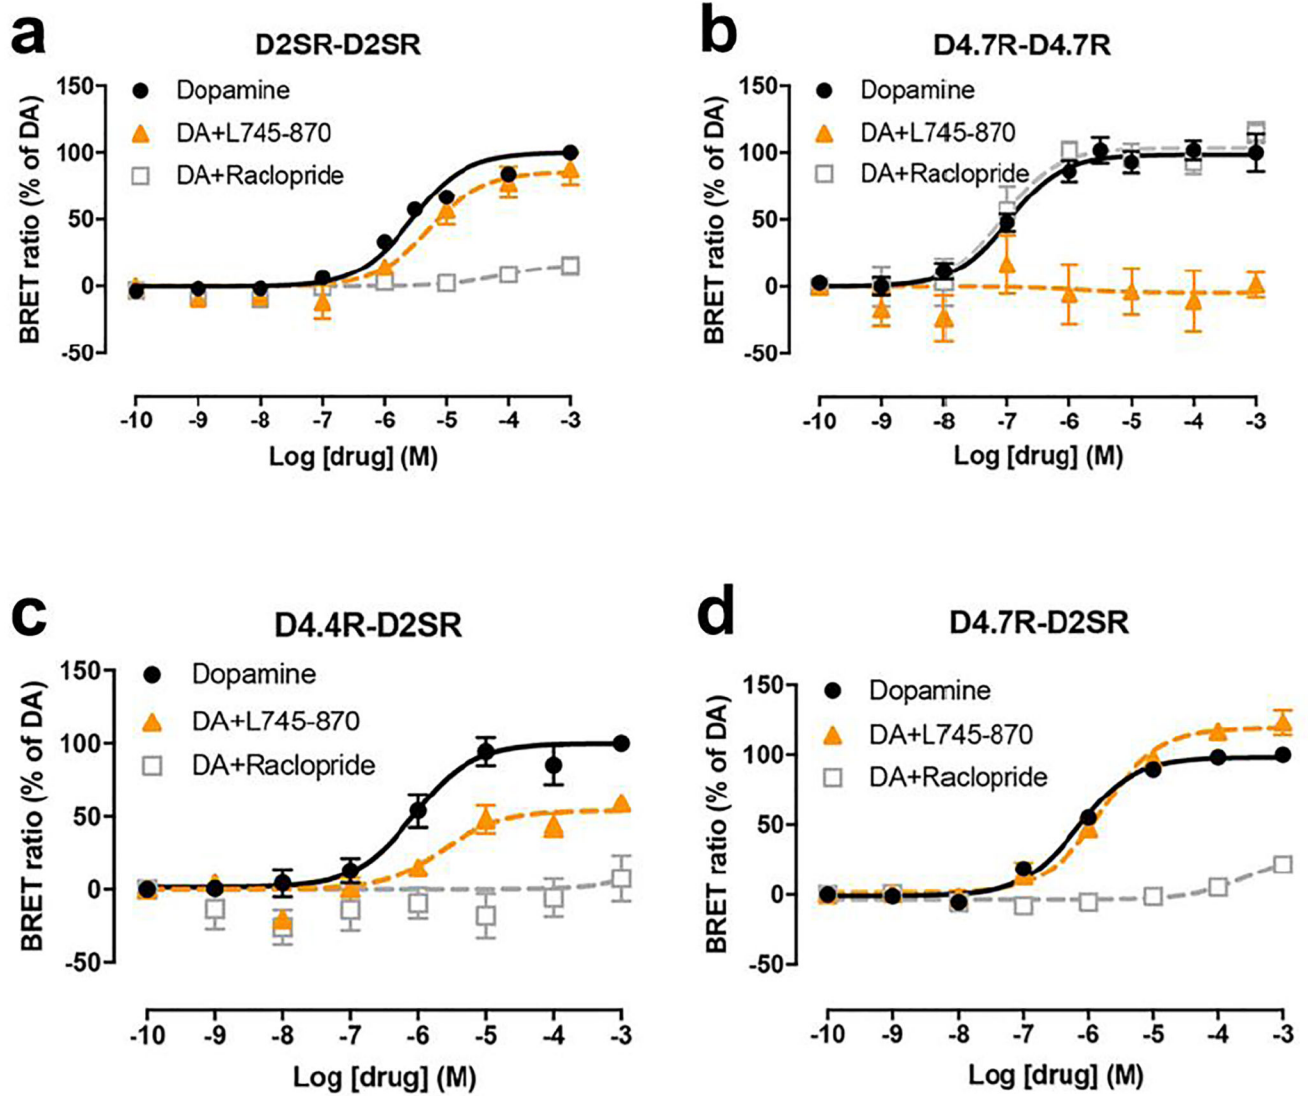 a
D2SR-D2SR
BRET ratio (% of DA)
150
100
50
0
-50
Dopamine
DA+L745-870
DA+Raclopride
-10 -9 -8 -7 -6 -5 -4 -3
Log [drug] (M)
b
D4.7R-D4.7R
BRET ratio (% of DA)
150
100
50
0
-50
Dopamine
DA+L745-870
DA+Raclopride
-10 -9 -8 -7 -6 -5 -4 -3
Log [drug] (M)
c
D4.4R-D2SR
BRET ratio (% of DA)
150
100
50
0
-50
Dopamine
DA+L745-870
DA+Raclopride
-10 -9 -8 -7 -6 -5 -4 -3
Log [drug] (M)
d
D4.7R-D2SR
BRET ratio (% of DA)
150
100
50
0
-50
Dopamine
DA+L745-870
DA+Raclopride
-10 -9 -8 -7 -6 -5 -4 -3
Log [drug] (M)